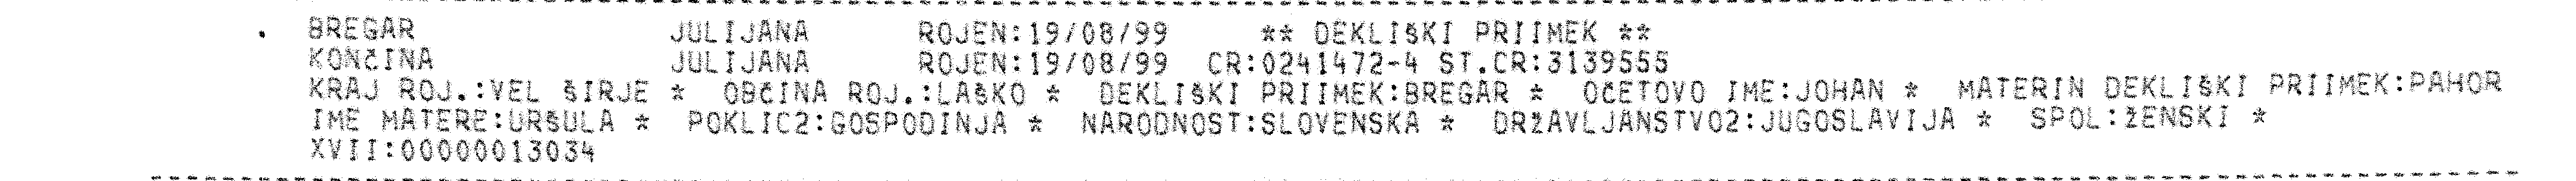 . BREGAR JULIJANA ROJEN:19/08/99 ** DEKLIŠKI PRIIMEK **
KONČINA JULIJANA ROJEN:19/08/99 CR:0241472-4 ST.CR:3139555
KRAJ ROJ.:VEL ŠIRJE * OBČINA ROJ.:LAŠKO * DEKLIŠKI PRIIMEK:BREGAR * OČETOVO IME:JOHAN * MATERIN DEKLIŠKI PRIIMEK:PAHOR
IME MATERE:URŠULA * POKLIC2:GOSPODINJA * NARODNOST:SLOVENSKA * DRŽAVLJANSTVO2:JUGOSLAVIJA * SPOL:ŽENSKI *
XVII:00000013034